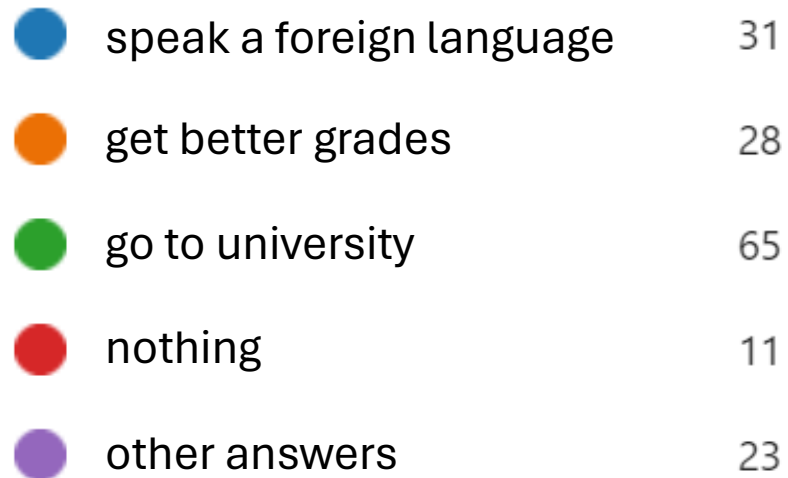 speak a foreign language 31
get better grades 28
go to university 65
nothing 11
other answers 23